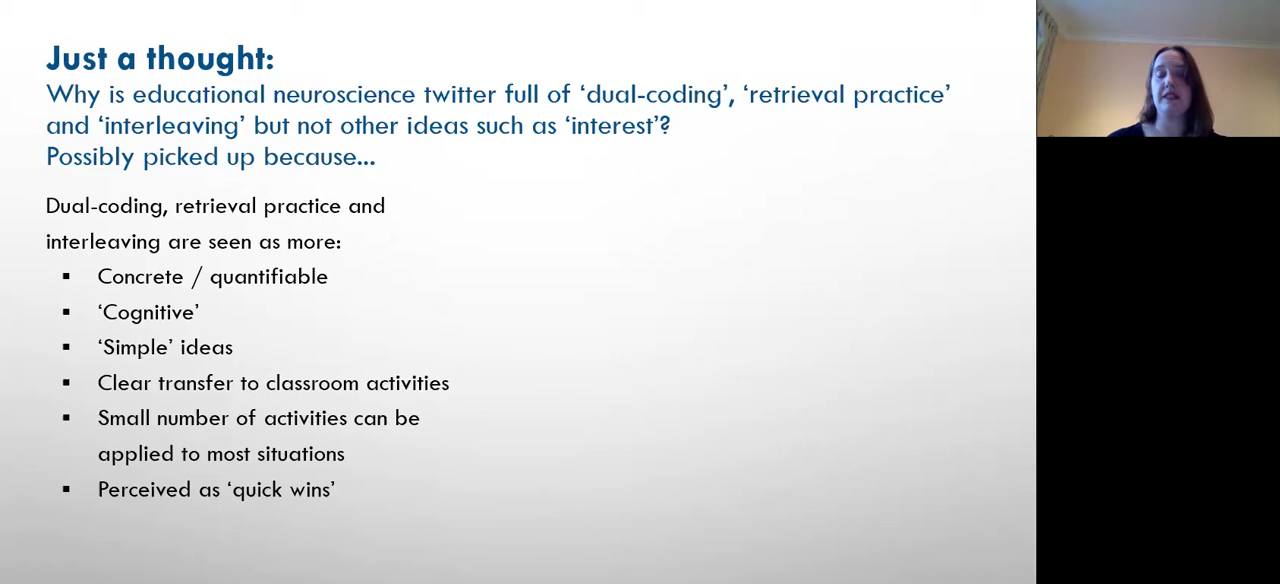 Just a thought:
Why is educational neuroscience twitter full of ‘dual-coding’, ‘retrieval practice’
and ‘interleaving’ but not other ideas such as ‘interest’?
Possibly picked up because...
Dual-coding, retrieval practice and
interleaving are seen as more:
▪ Concrete / quantifiable
▪ ‘Cognitive’
▪ ‘Simple’ ideas
▪ Clear transfer to classroom activities
▪ Small number of activities can be
applied to most situations
▪ Perceived as ‘quick wins’